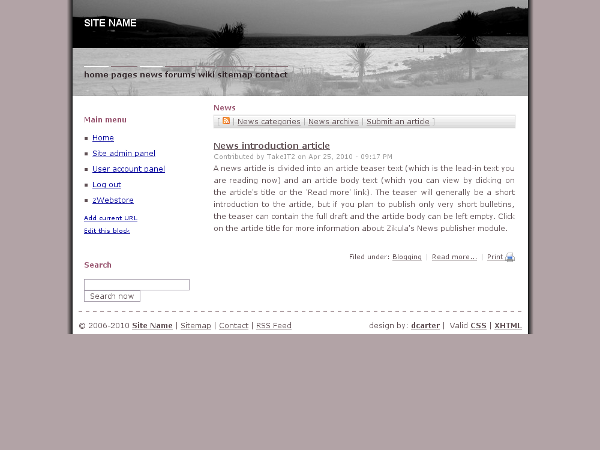 SITE NAME
home pages news forums wiki sitemap contact
Main menu
Home
Site admin panel
User account panel
Log out
zWebstore
Add current URL
Edit this block
Search
Search now
News
[ | News categories | News archive | Submit an article ]
News introduction article
Contributed by TakeIT2 on Apr 25, 2010 - 09:17 PM
A news article is divided into an article teaser text (which is the lead-in text you
are reading now) and an article body text (which you can view by clicking on
the article's title or the 'Read more' link). The teaser will generally be a short
introduction to the article, but if you plan to publish only very short bulletins,
the teaser can contain the full draft and the article body can be left empty. Click
on the article title for more information about Zikula's News publisher module.
Filed under: Blogging | Read more... | Print
© 2006-2010 Site Name | Sitemap | Contact | RSS Feed
design by: dcarter | Valid CSS | XHTML